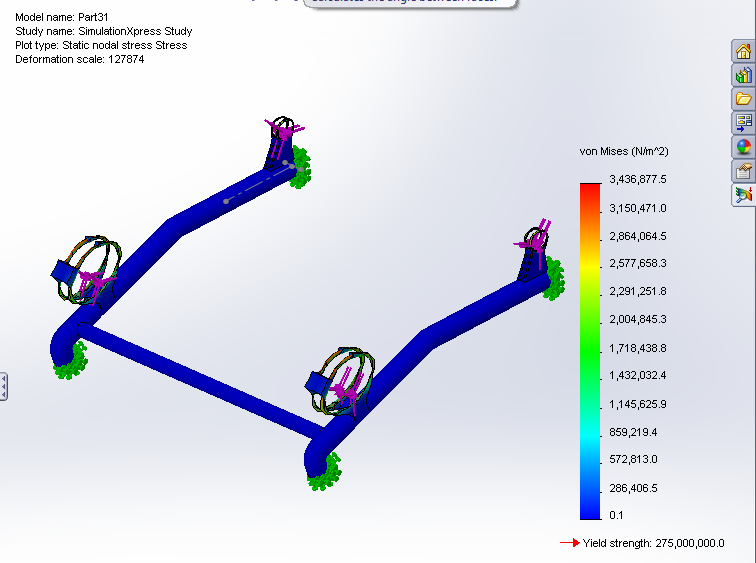 Calculates the angle between faces.
Model name: Part31
Study name: SimulationXpress Study
Plot type: Static nodal stress Stress
Deformation scale: 127874
von Mises (N/m^2)
3,436,877.5
3,150,471.0
2,864,064.5
2,577,658.3
2,291,251.8
2,004,845.3
1,718,438.8
1,432,032.4
1,145,625.9
859,219.4
572,813.0
286,406.5
0.1
Yield strength: 275,000,000.0